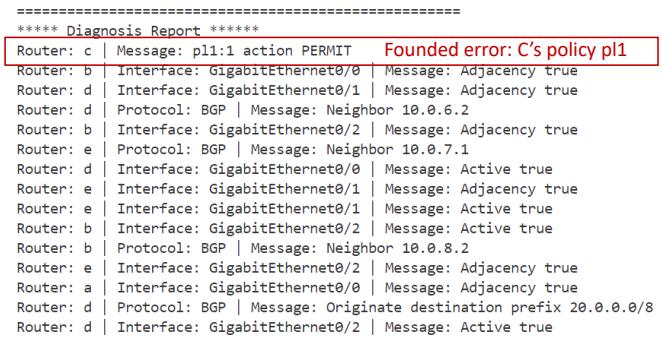 ==================================================
***** Diagnosis Report ******
Router: c | Message: pl1:1 action PERMIT Founded error: C's policy pl1
Router: b | Interface: GigabitEthernet0/0 | Message: Adjacency true
Router: d | Interface: GigabitEthernet0/1 | Message: Adjacency true
Router: d | Protocol: BGP | Message: Neighbor 10.0.6.2
Router: b | Interface: GigabitEthernet0/2 | Message: Adjacency true
Router: e | Protocol: BGP | Message: Neighbor 10.0.7.1
Router: d | Interface: GigabitEthernet0/0 | Message: Active true
Router: e | Interface: GigabitEthernet0/1 | Message: Adjacency true
Router: e | Interface: GigabitEthernet0/1 | Message: Active true
Router: b | Interface: GigabitEthernet0/2 | Message: Active true
Router: b | Protocol: BGP | Message: Neighbor 10.0.8.2
Router: e | Interface: GigabitEthernet0/2 | Message: Adjacency true
Router: a | Interface: GigabitEthernet0/0 | Message: Adjacency true
Router: d | Protocol: BGP | Message: Originate destination prefix 20.0.0.0/8
Router: d | Interface: GigabitEthernet0/2 | Message: Active true